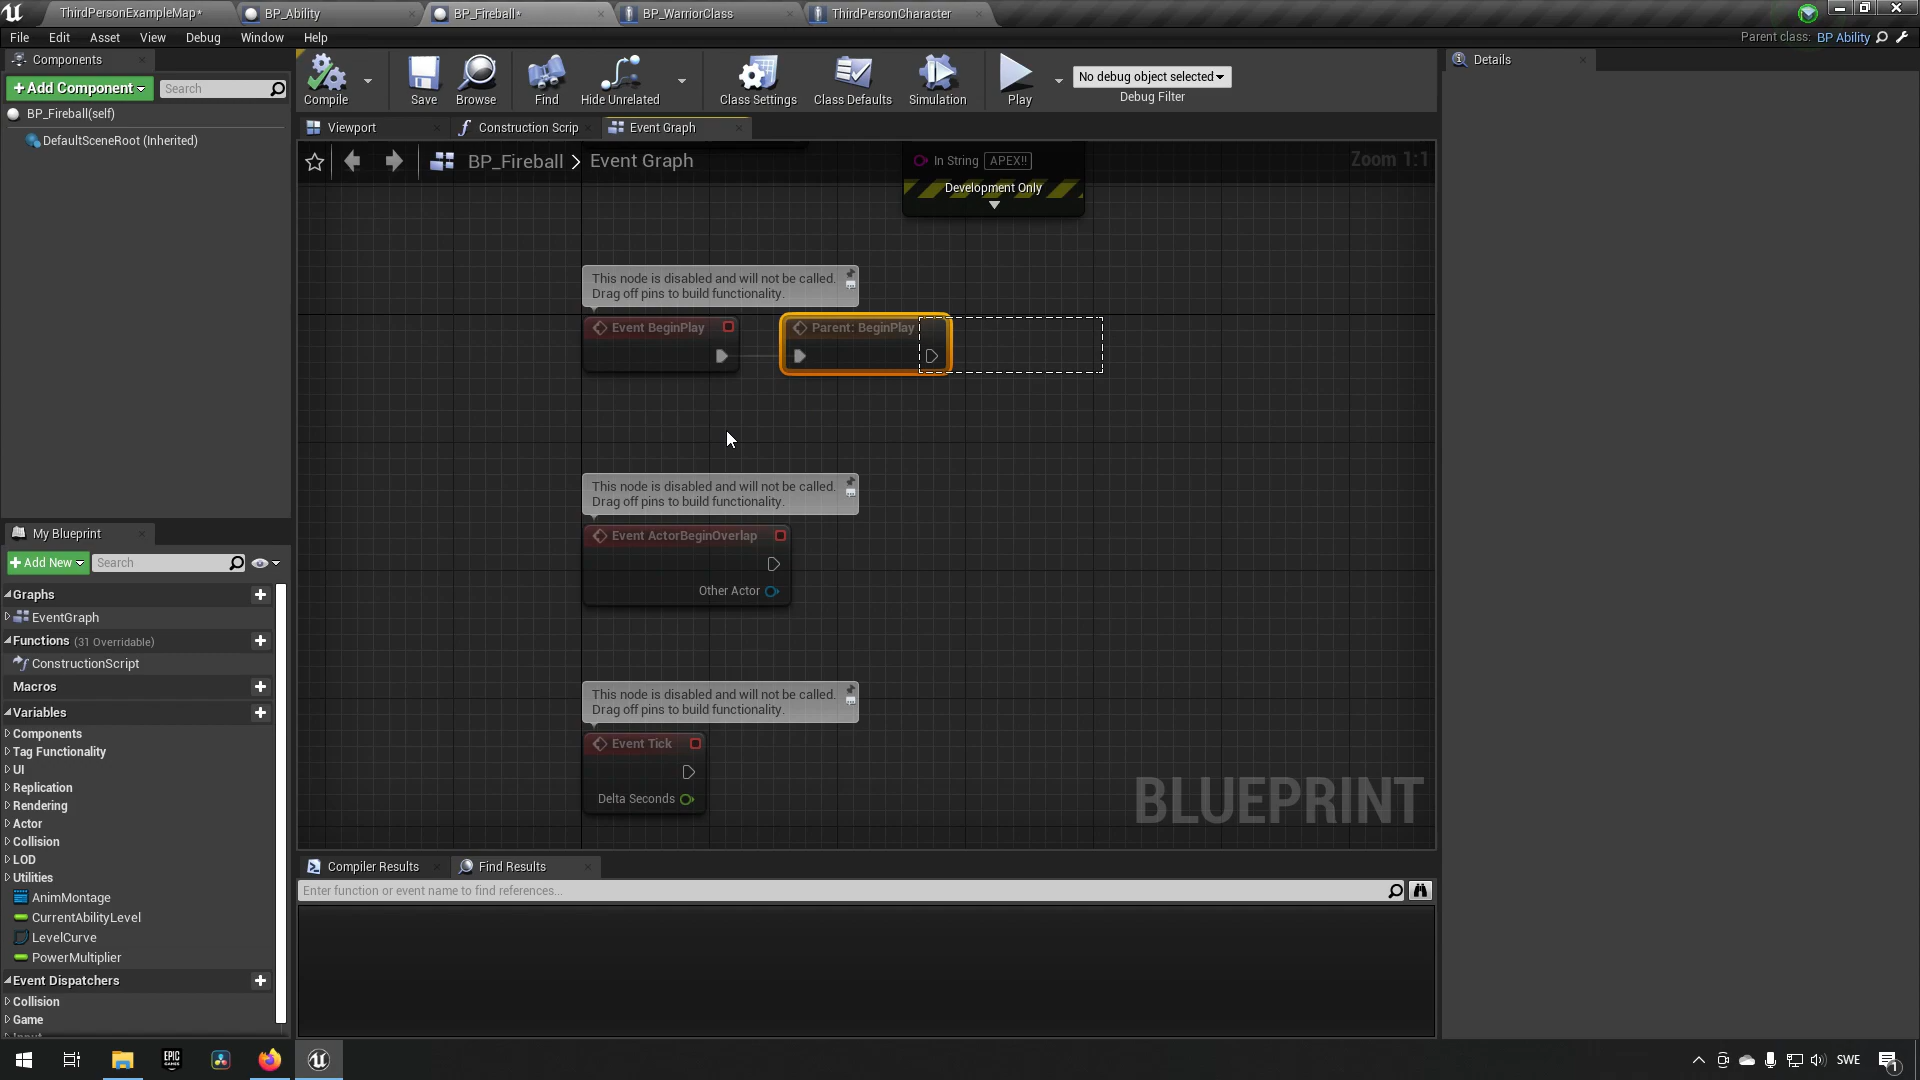 ThirdPersonExampleMap*
BP_Ability
BP_Fireball*
BP_WarriorClass
ThirdPersonCharacter
File Edit Asset View Debug Window Help
Parent class: BP Ability
Components
+Add Component
Search
BP_Fireball(self)
DefaultSceneRoot (Inherited)
Compile
Save
Browse
Find
Hide Unrelated
Class Settings
Class Defaults
Simulation
Play
No debug object selected
Debug Filter
Details
Viewport
Construction Scrip
Event Graph
BP_Fireball > Event Graph
Zoom 1:1
In String APEX!!
Development Only
This node is disabled and will not be called.
Drag off pins to build functionality.
Event BeginPlay
Parent: BeginPlay
This node is disabled and will not be called.
Drag off pins to build functionality.
Event ActorBeginOverlap
Other Actor
This node is disabled and will not be called.
Drag off pins to build functionality.
Event Tick
Delta Seconds
BLUEPRINT
My Blueprint
+Add New
Search
Graphs
EventGraph
Functions (31 Overridable)
ConstructionScript
Macros
Variables
Components
Tag Functionality
UI
Replication
Rendering
Actor
Collision
LOD
Utilities
AnimMontage
CurrentAbilityLevel
LevelCurve
PowerMultiplier
Event Dispatchers
Collision
Game
Compiler Results
Find Results
Enter function or event name to find references...
EPIC
GAMES
SWE
1